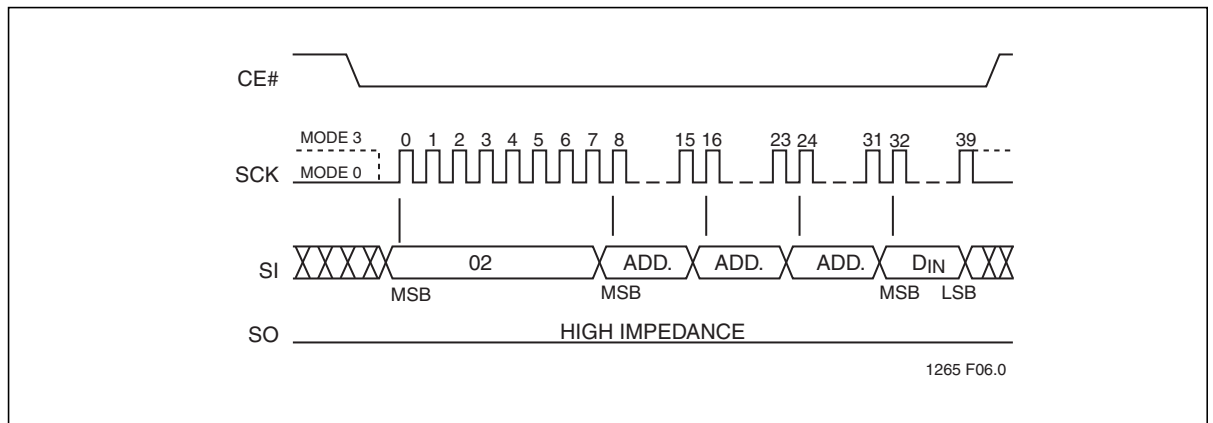 CE#
MODE 3
0 1 2 3 4 5 6 7 8 15 16 23 24 31 32 39
SCK
MODE 0
SI
02
ADD.
ADD.
ADD.
DIN
MSB
MSB
MSB
LSB
SO
HIGH IMPEDANCE
1265 F06.0